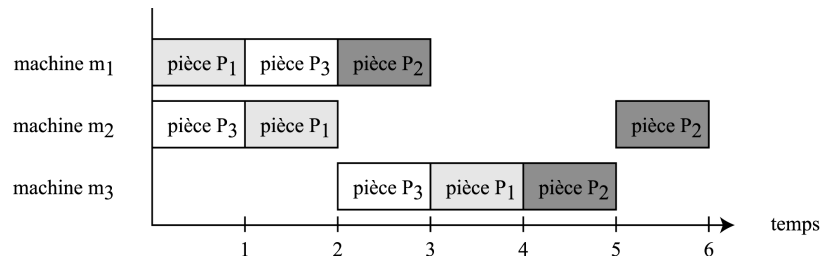 machine m1 pièce P1 pièce P3 pièce P2
machine m2 pièce P3 pièce P1 pièce P2
machine m3 pièce P3 pièce P1 pièce P2
temps
1 2 3 4 5 6